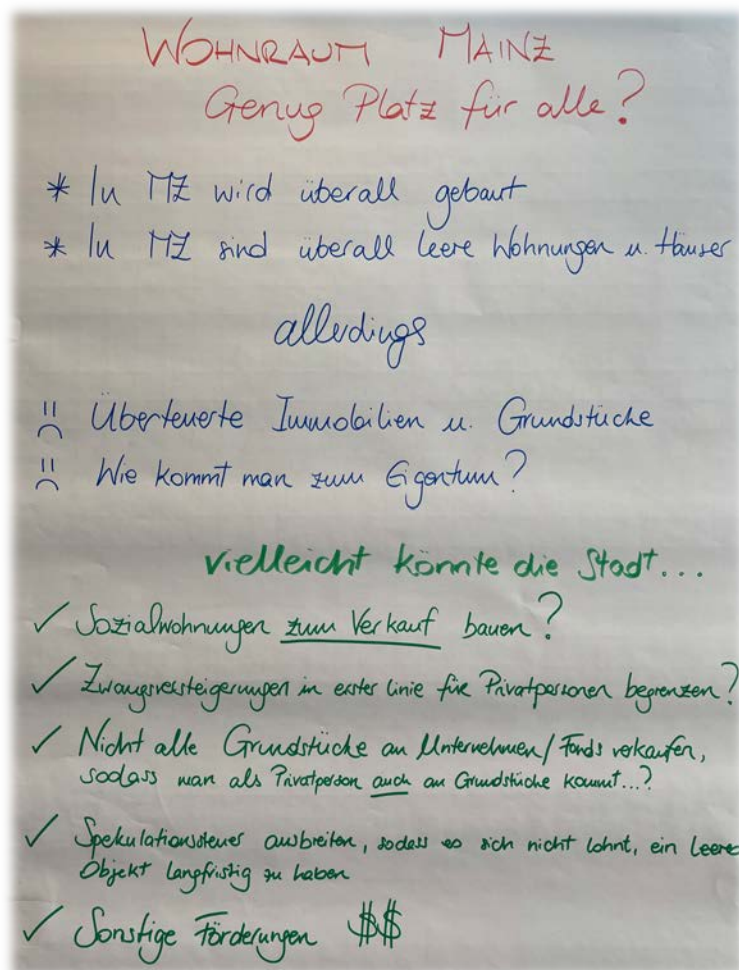 WOHNRAUM MAINZ
Genug Platz für alle?
* In MZ wird überall gebaut
* In MZ sind überall leere Wohnungen u. Häuser
allerdings
Überteuerte Immobilien u. Grundstücke
Wie kommt man zum Eigentum?
vielleicht könnte die Stadt...
✓ Sozialwohnungen zum Verkauf bauen?
✓ Zwangsversteigerungen in erster Linie für Privatpersonen begrenzen?
✓ Nicht alle Grundstücke an Unternehmen/Fonds verkaufen,
sodass man als Privatperson auch an Grundstücke kommt...?
✓ Spekulationssteuer ausbreiten, sodass es sich nicht lohnt, ein leere
Objekt langfristig zu haben
✓ Sonstige Förderungen $$